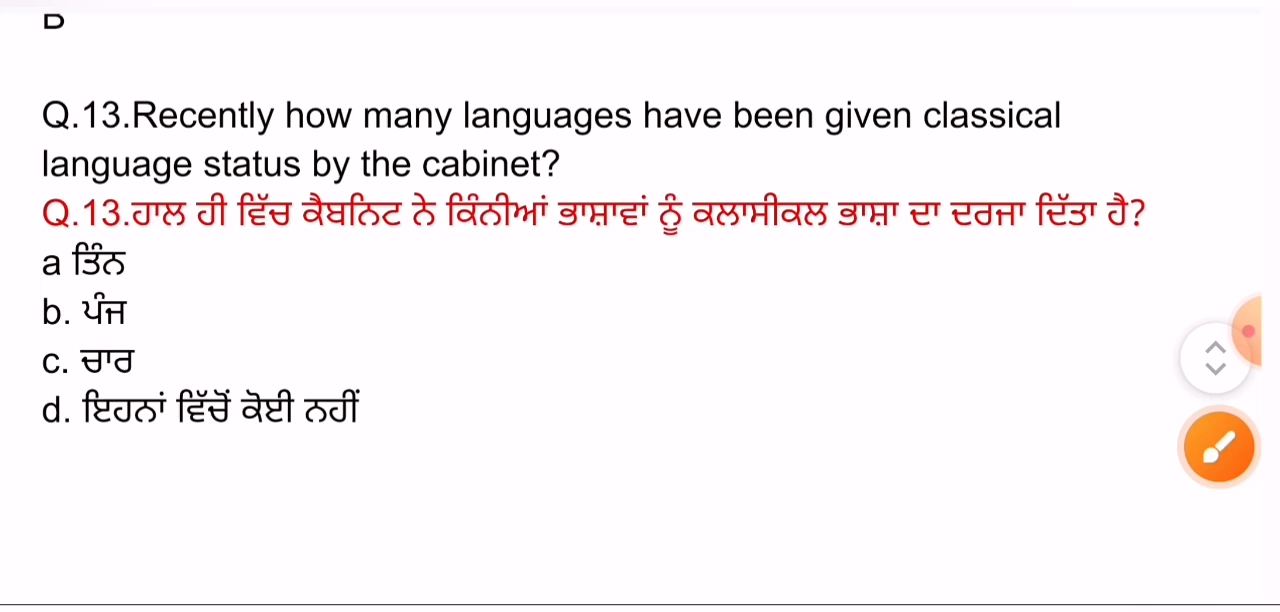 D
Q.13.Recently how many languages have been given classical
language status by the cabinet?
Q.13.ਹਾਲ ਹੀ ਵਿੱਚ ਕੈਬਨਿਟ ਨੇ ਕਿੰਨੀਆਂ ਭਾਸ਼ਾਵਾਂ ਨੂੰ ਕਲਾਸੀਕਲ ਭਾਸ਼ਾ ਦਾ ਦਰਜਾ ਦਿੱਤਾ ਹੈ?
a ਤਿੰਨ
b. ਪੰਜ
c. ਚਾਰ
d. ਇਹਨਾਂ ਵਿੱਚੋਂ ਕੋਈ ਨਹੀਂ